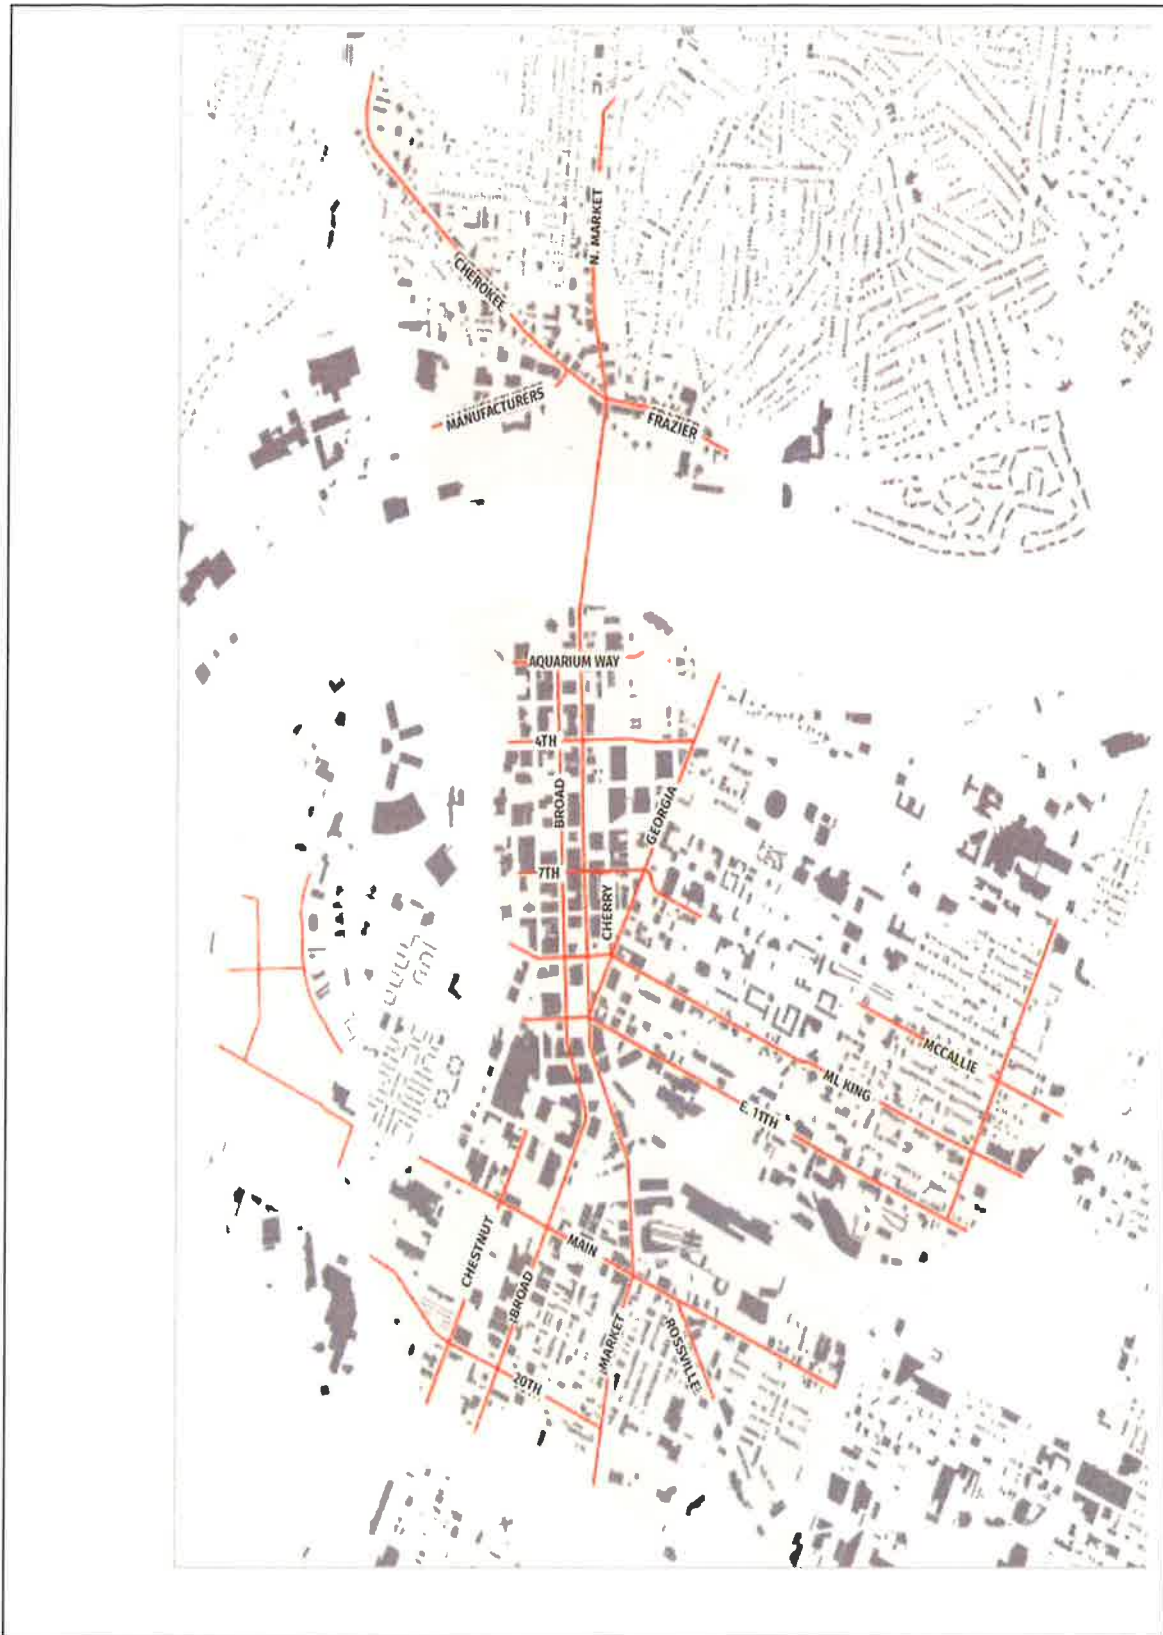 N. MARKET
CHEROKEE
MANUFACTURERS
FRAZIER
AQUARIUM WAY
4TH
BROAD
GEORGIA
7TH
CHERRY
MCCALLIE
ML KING
E. 11TH
CHESTNUT
MAIN
BROAD
MARKET
ROSSVILLE
20TH